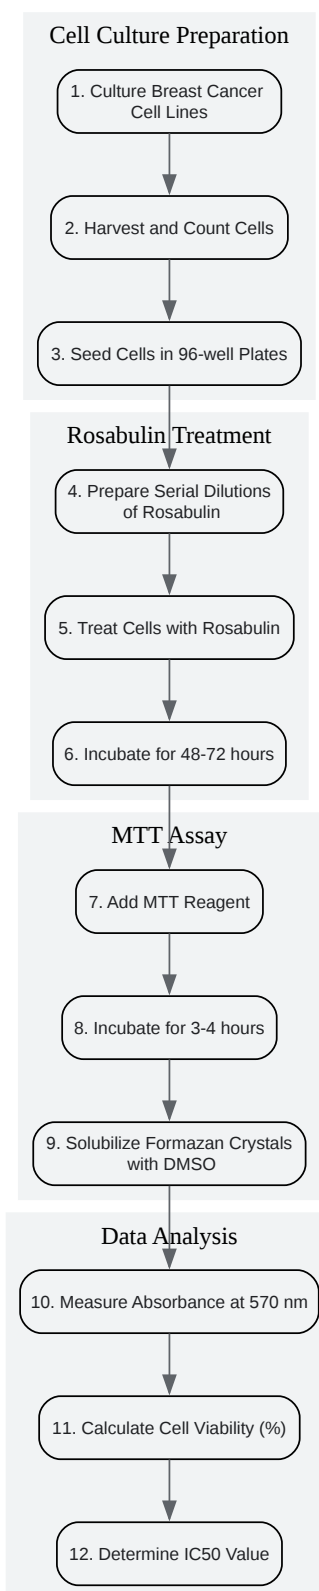 Cell Culture Preparation
1. Culture Breast Cancer
Cell Lines
2. Harvest and Count Cells
3. Seed Cells in 96-well Plates
Rosabulin Treatment
4. Prepare Serial Dilutions
of Rosabulin
5. Treat Cells with Rosabulin
6. Incubate for 48-72 hours
MTT Assay
7. Add MTT Reagent
8. Incubate for 3-4 hours
9. Solubilize Formazan Crystals
with DMSO
Data Analysis
10. Measure Absorbance at 570 nm
11. Calculate Cell Viability (%)
12. Determine IC50 Value